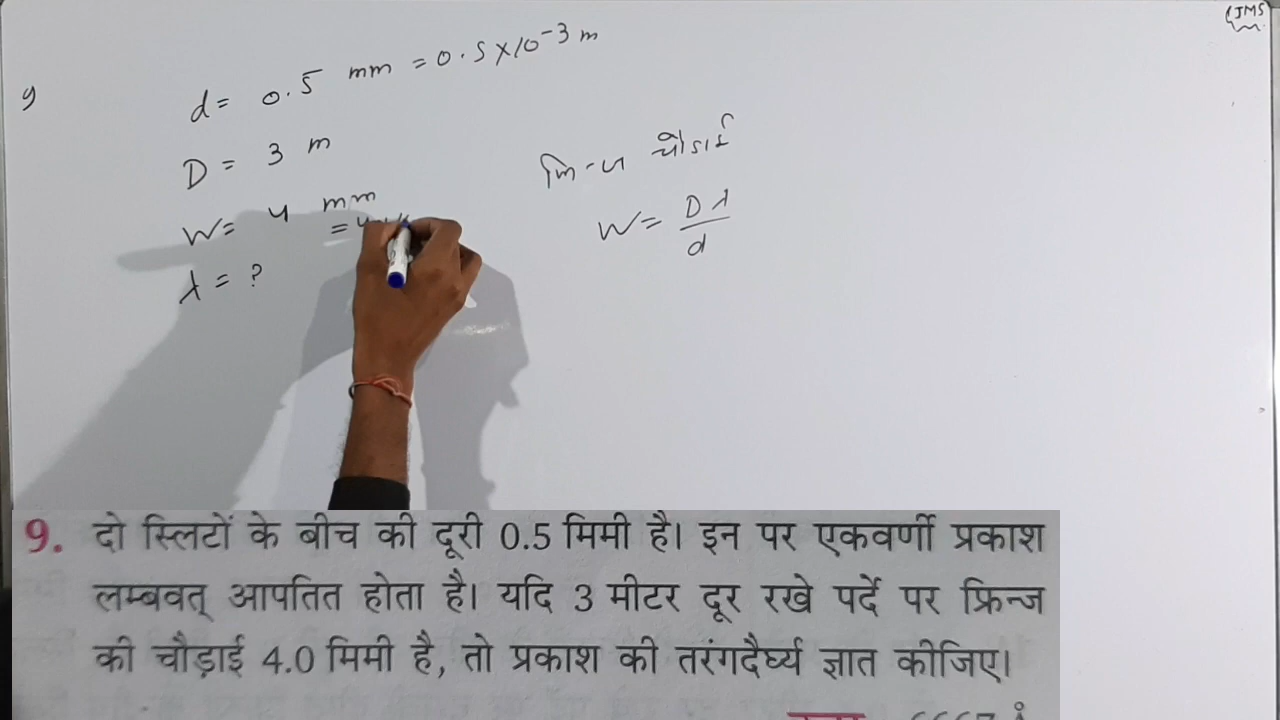 JMS
9
d = 0.5 mm = 0.5 × 10⁻³ m
D = 3 m
W = 4 mm
चौडाई
W = Dλ/d
λ = ?
9. दो स्लिटों के बीच की दूरी 0.5 मिमी है। इन पर एकवर्णी प्रकाश
लम्बवत् आपतित होता है। यदि 3 मीटर दूर रखे पर्दे पर फ्रिन्ज
की चौड़ाई 4.0 मिमी है, तो प्रकाश की तरंगदैर्घ्य ज्ञात कीजिए।